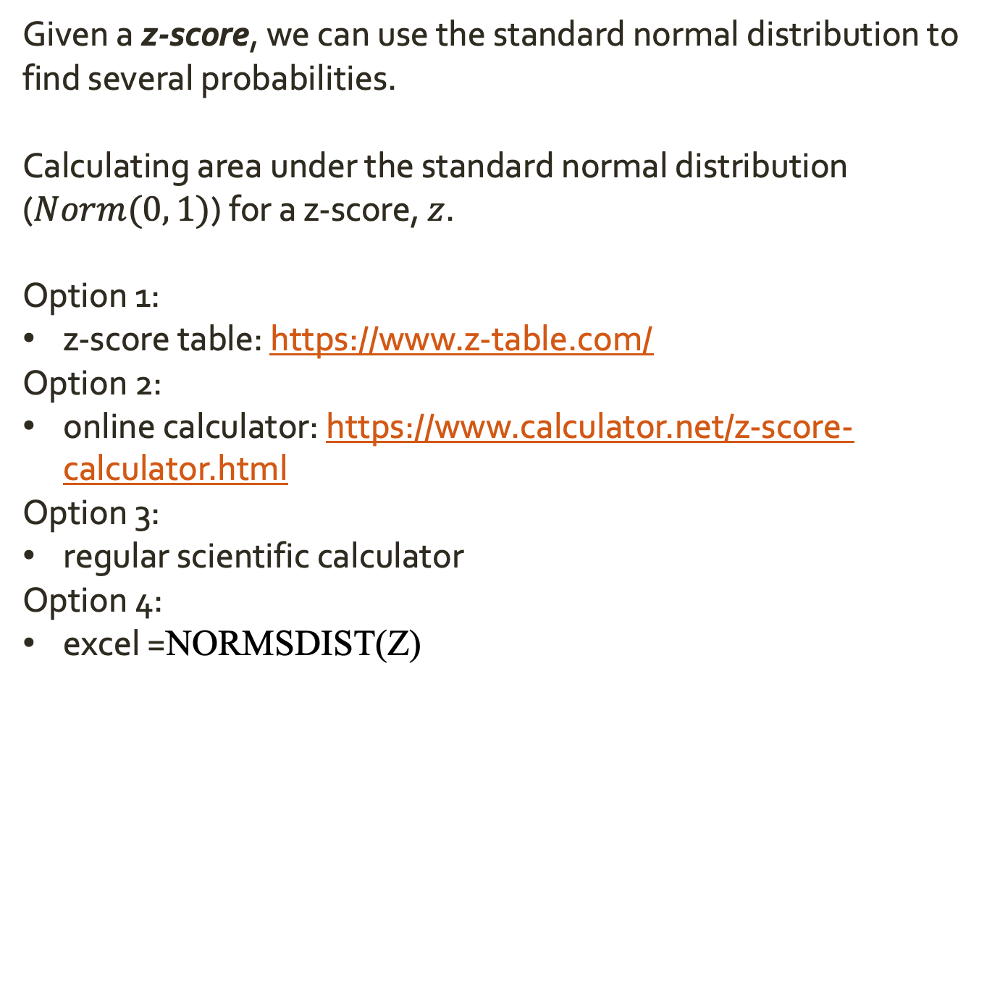 Given a z-score, we can use the standard normal distribution to
find several probabilities.
Calculating area under the standard normal distribution
(Norm(0, 1)) for a z-score, z.
Option 1:
• z-score table: https://www.z-table.com/
Option 2:
• online calculator: https://www.calculator.net/z-score-
calculator.html
Option 3:
• regular scientific calculator
Option 4:
• excel =NORMSDIST(Z)